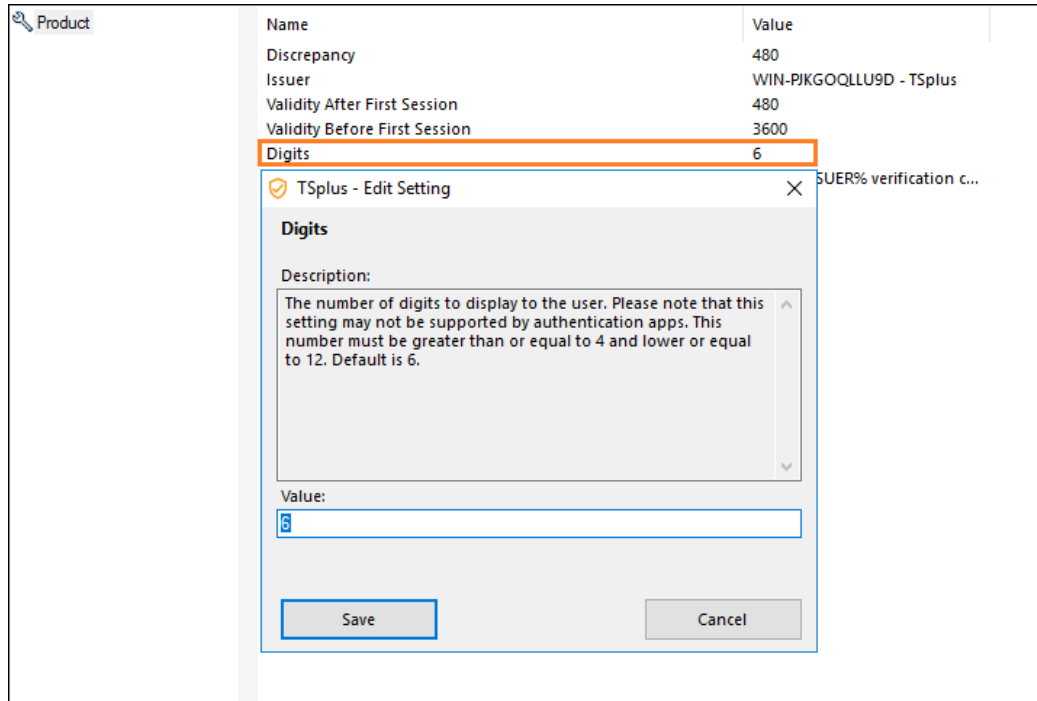 Product
Name Value
Discrepancy 480
Issuer WIN-PJKGOQLLU9D - TSplus
Validity After First Session 480
Validity Before First Session 3600
Digits 6
verification c...
TSplus - Edit Setting
Digits
Description:
The number of digits to display to the user. Please note that this
setting may not be supported by authentication apps. This
number must be greater than or equal to 4 and lower or equal
to 12. Default is 6.
Value:
6
Save Cancel